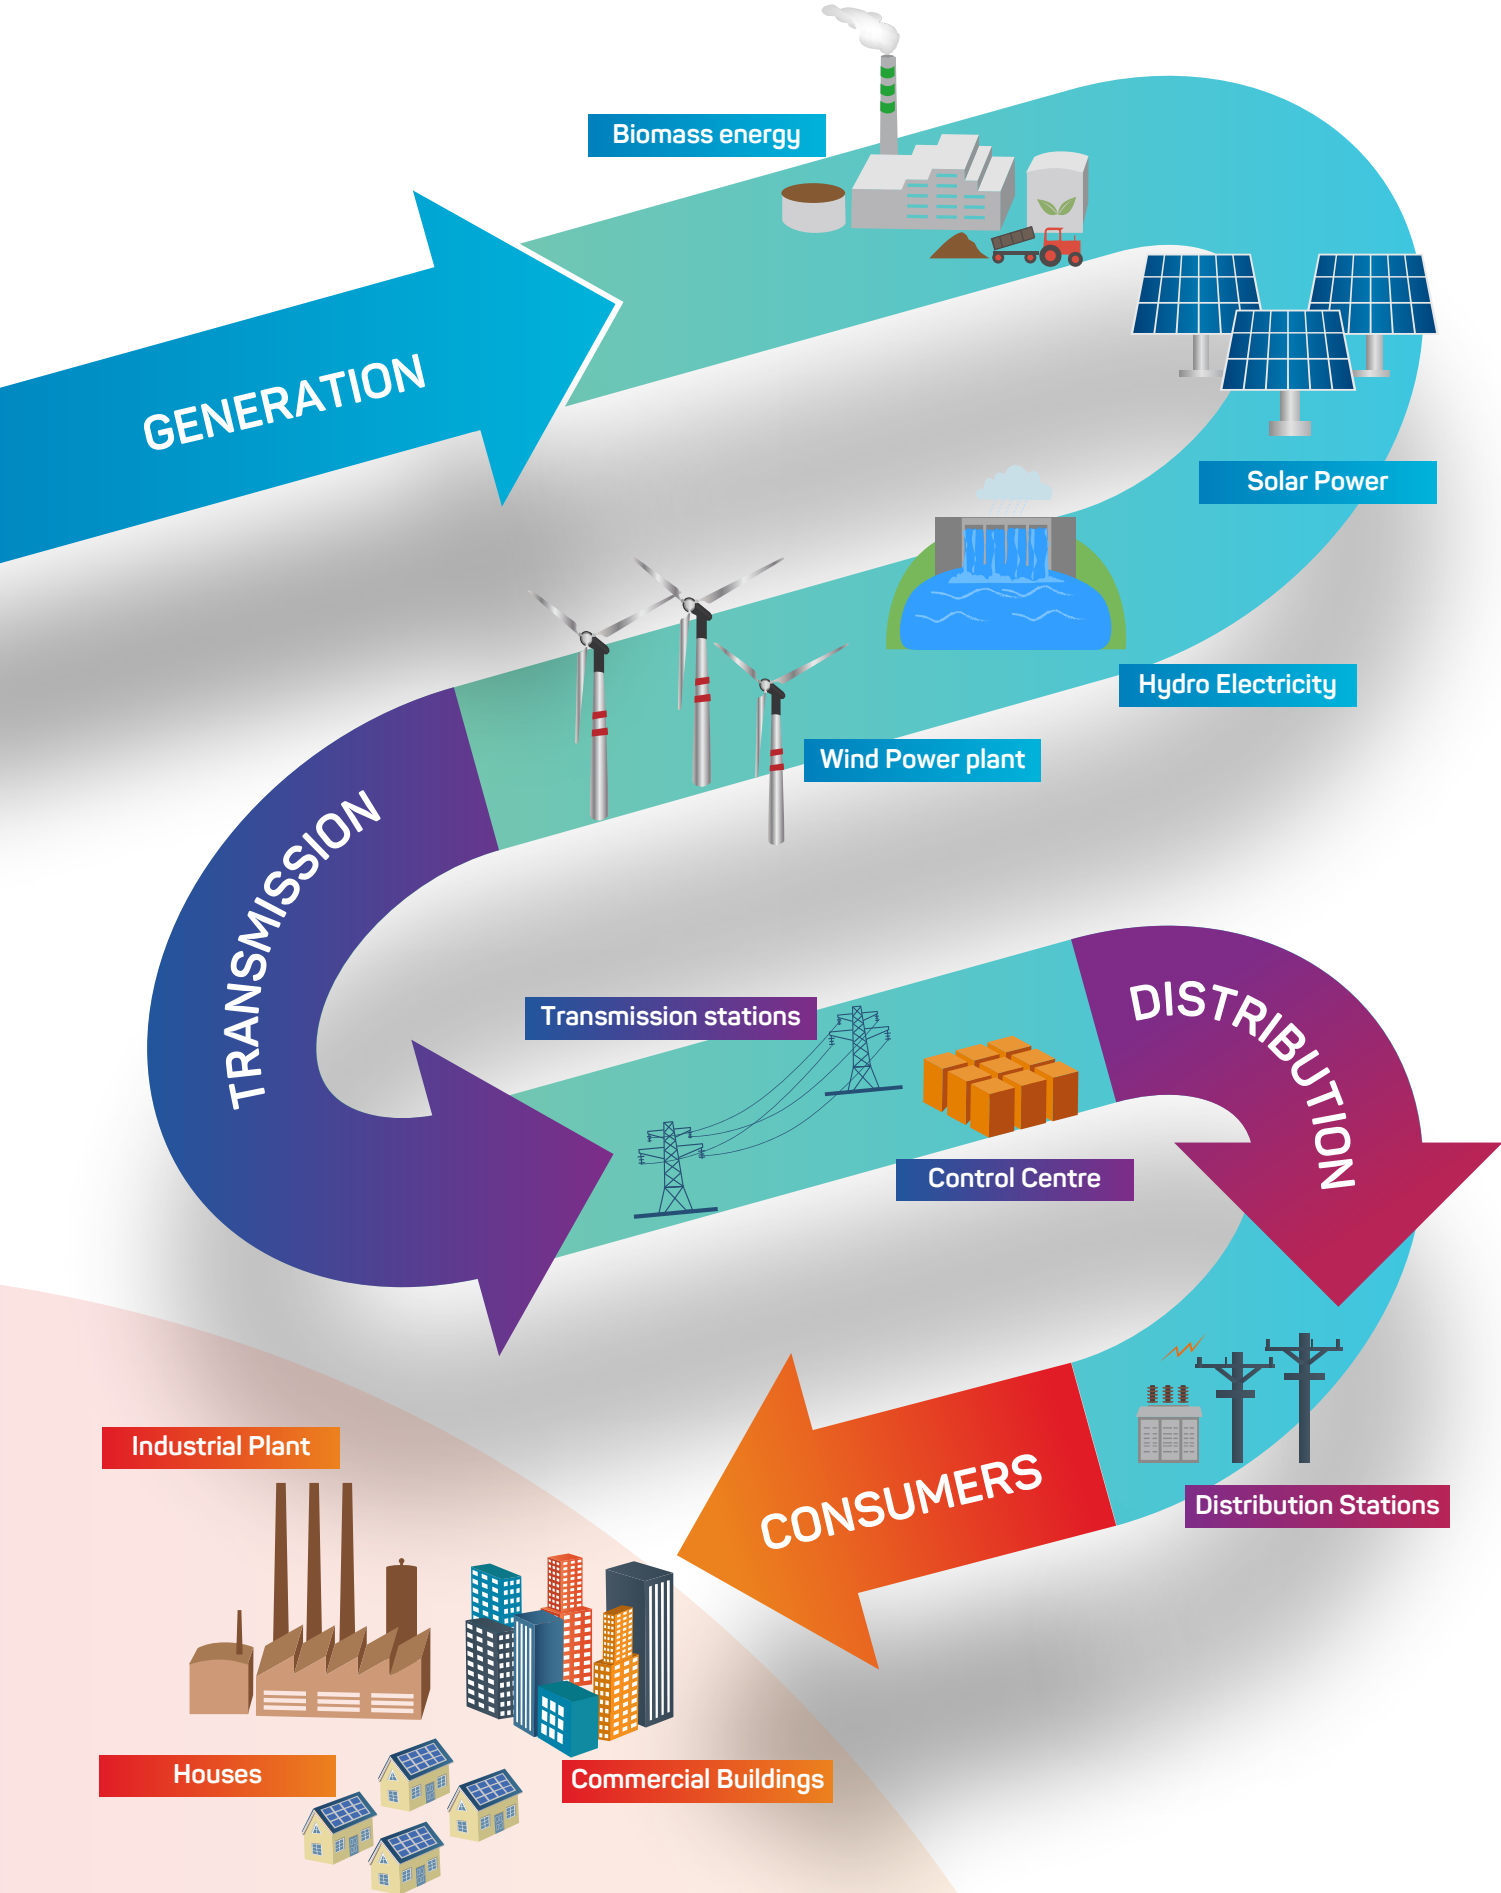 Biomass energy
GENERATION
Solar Power
Hydro Electricity
Wind Power plant
TRANSMISSION
Transmission stations
DISTRIBUTION
Control Centre
CONSUMERS
Distribution Stations
Industrial Plant
Houses
Commercial Buildings